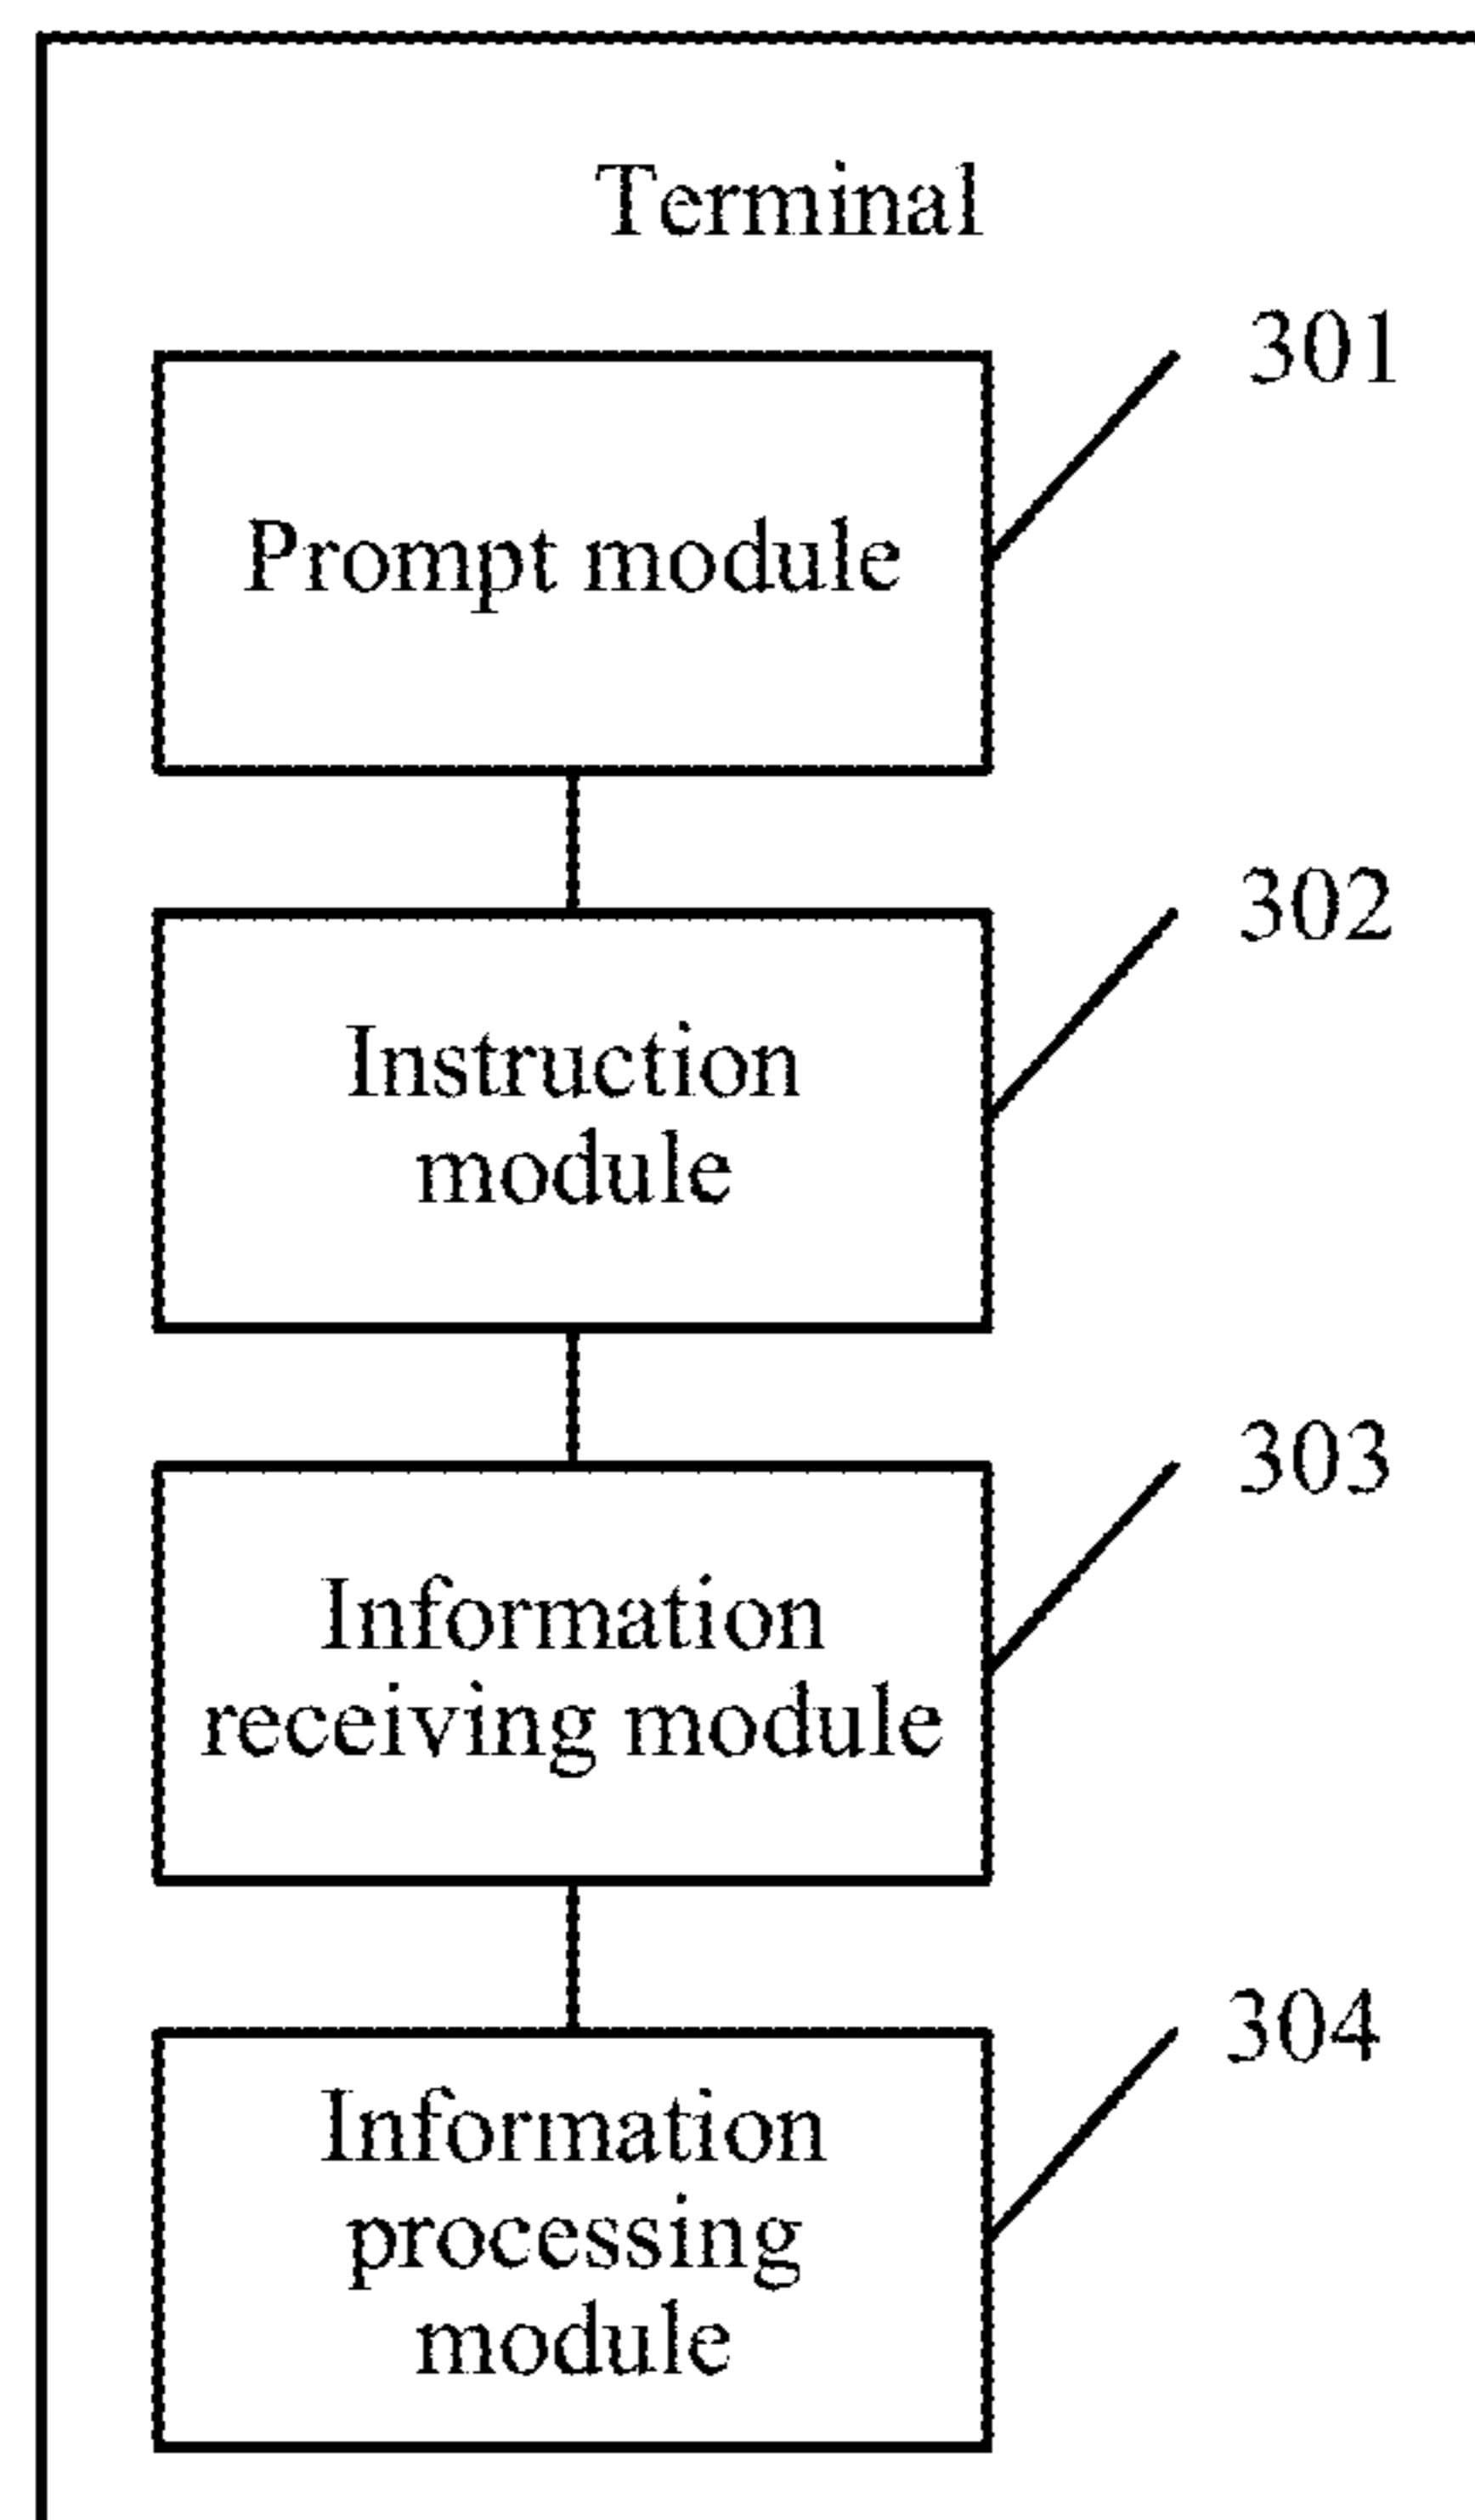 Terminal
301
Prompt module
302
Instruction
module
303
Information
receiving module
304
Information
processing
module